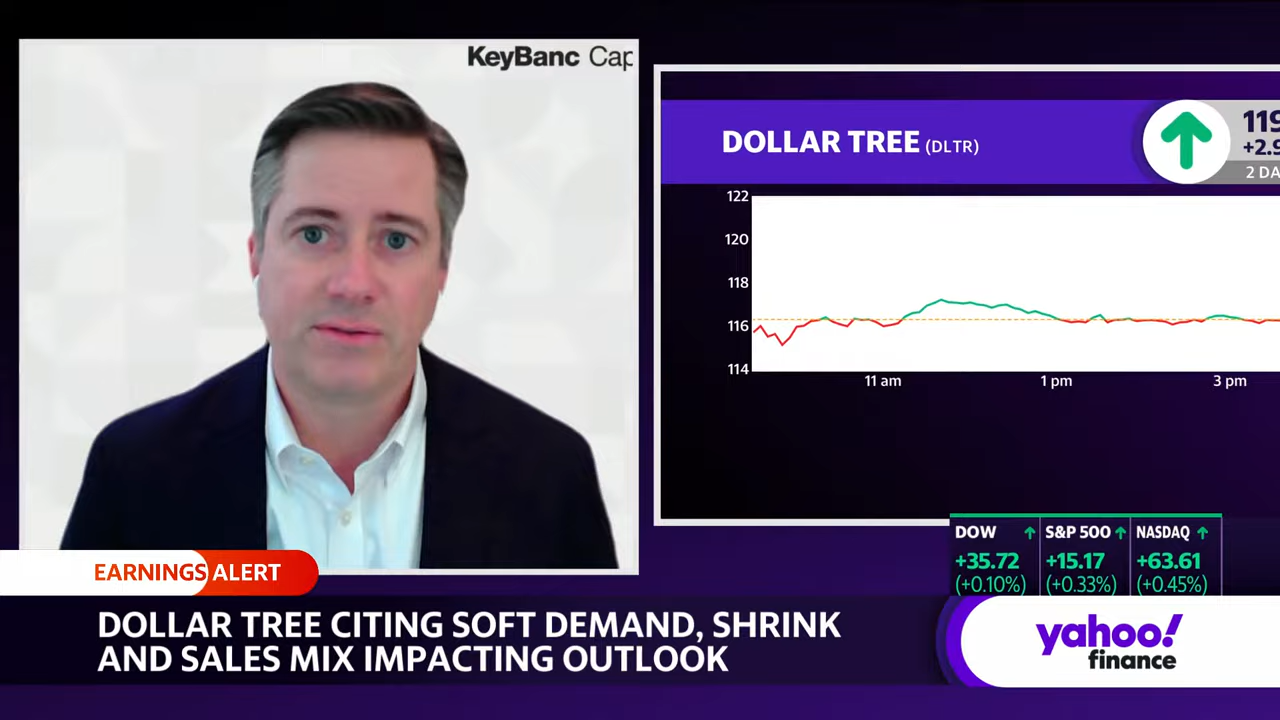 KeyBanc Cap
DOLLAR TREE (DLTR)
119
+2.9
2 DA
122
120
118
116
114
11 am
1 pm
3 pm
DOW
+35.72
(+0.10%)
S&P 500
+15.17
(+0.33%)
NASDAQ
+63.61
(+0.45%)
EARNINGS ALERT
DOLLAR TREE CITING SOFT DEMAND, SHRINK
AND SALES MIX IMPACTING OUTLOOK
yahoo!
finance